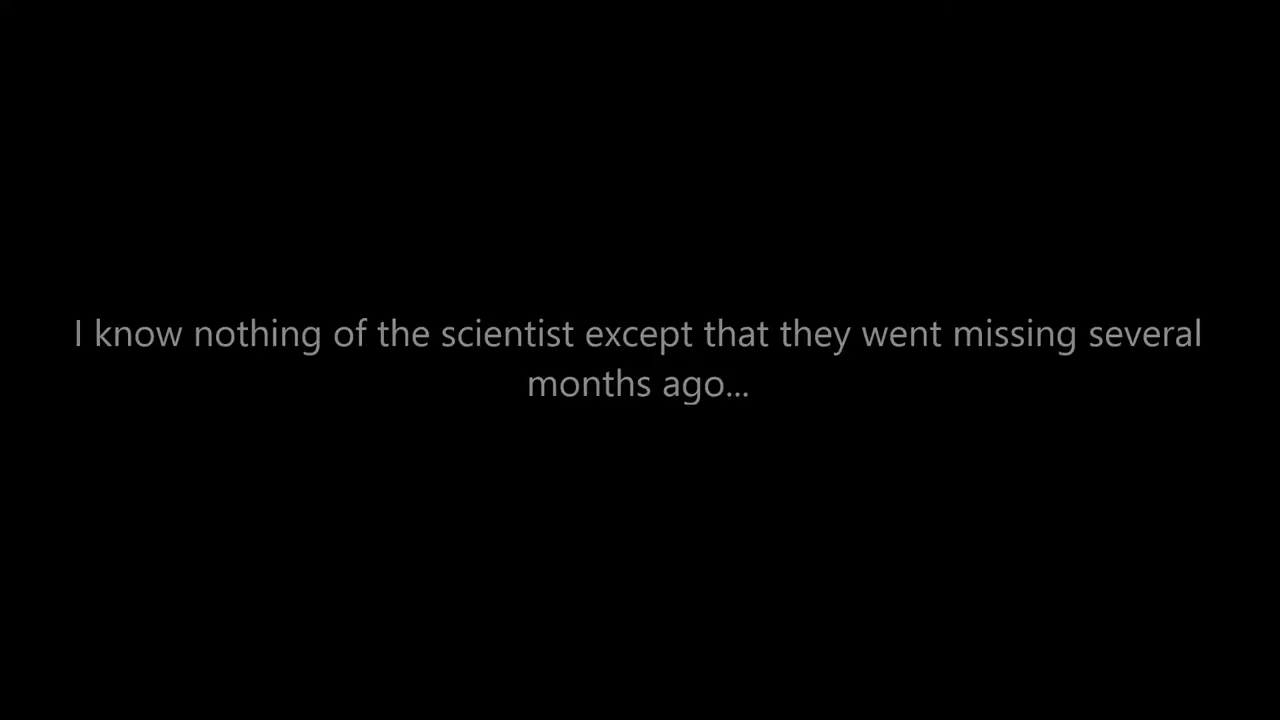 I know nothing of the scientist except that they went missing several
months ago...